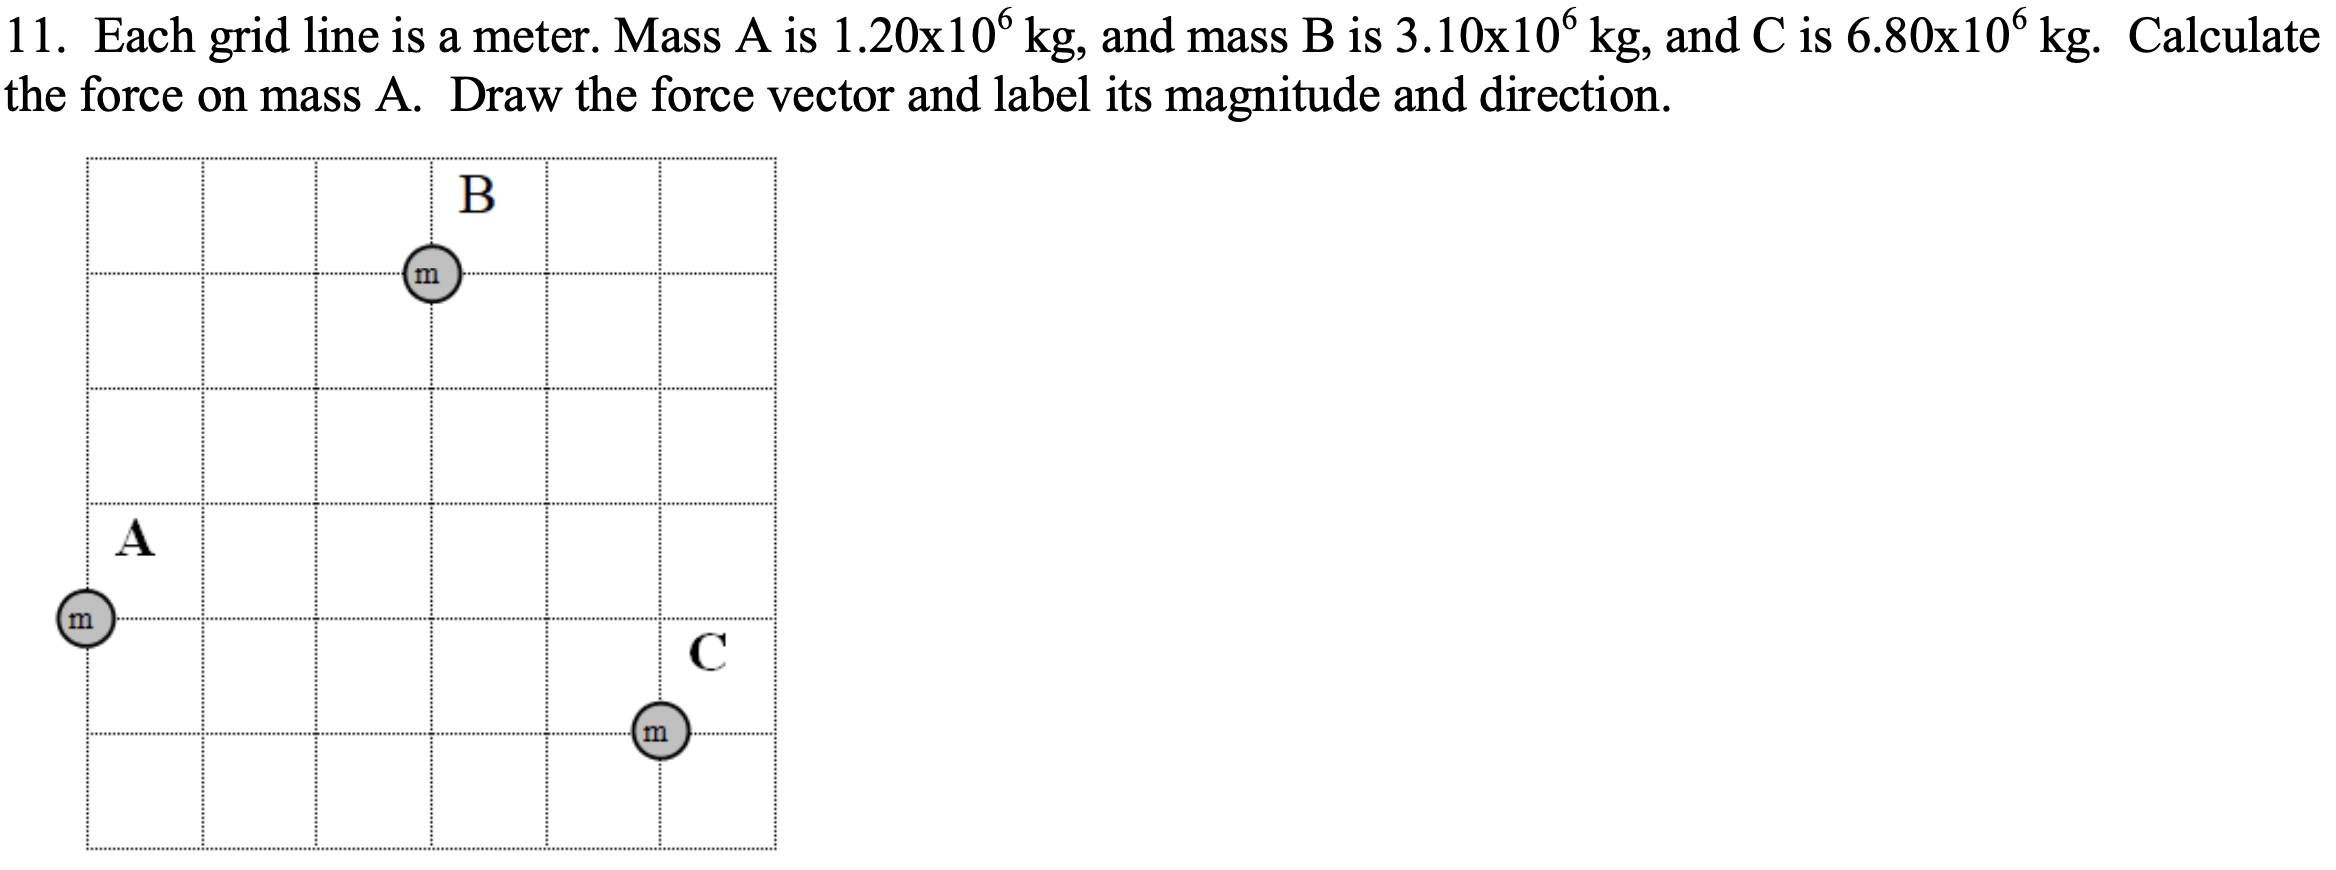 11. Each grid line is a meter. Mass A is 1.20x10⁶ kg, and mass B is 3.10x10⁶ kg, and C is 6.80x10⁶ kg. Calculate
the force on mass A. Draw the force vector and label its magnitude and direction.
B
m
A
m
C
m